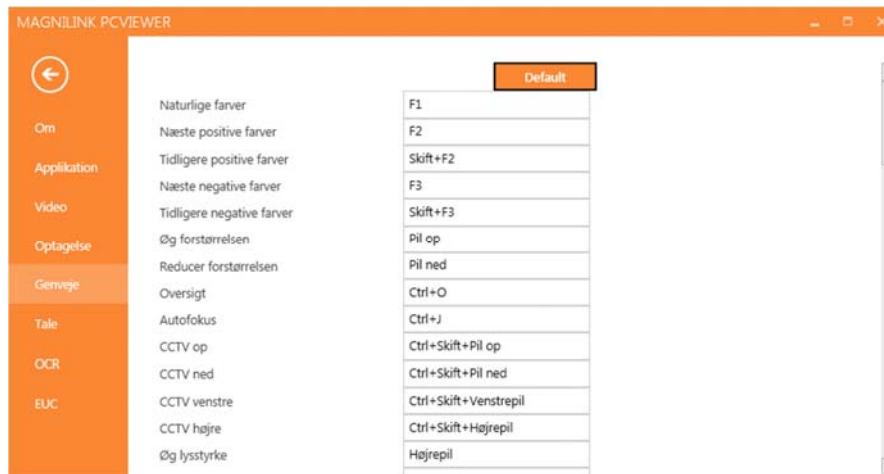 MAGNILINK PCVIEWER
Default
Om
Applikation
Video
Optagelse
Genveje
Tale
OCR
EUC
Naturlige farver F1
Næste positive farver F2
Tidligere positive farver Skift+F2
Næste negative farver F3
Tidligere negative farver Skift+F3
Øg forstørrelsen Pil op
Reducer forstørrelsen Pil ned
Oversigt Ctrl+O
Autofokus Ctrl+J
CCTV op Ctrl+Skift+Pil op
CCTV ned Ctrl+Skift+Pil ned
CCTV venstre Ctrl+Skift+Venstrepil
CCTV højre Ctrl+Skift+Højrepil
Øg lysstyrke Højrepil